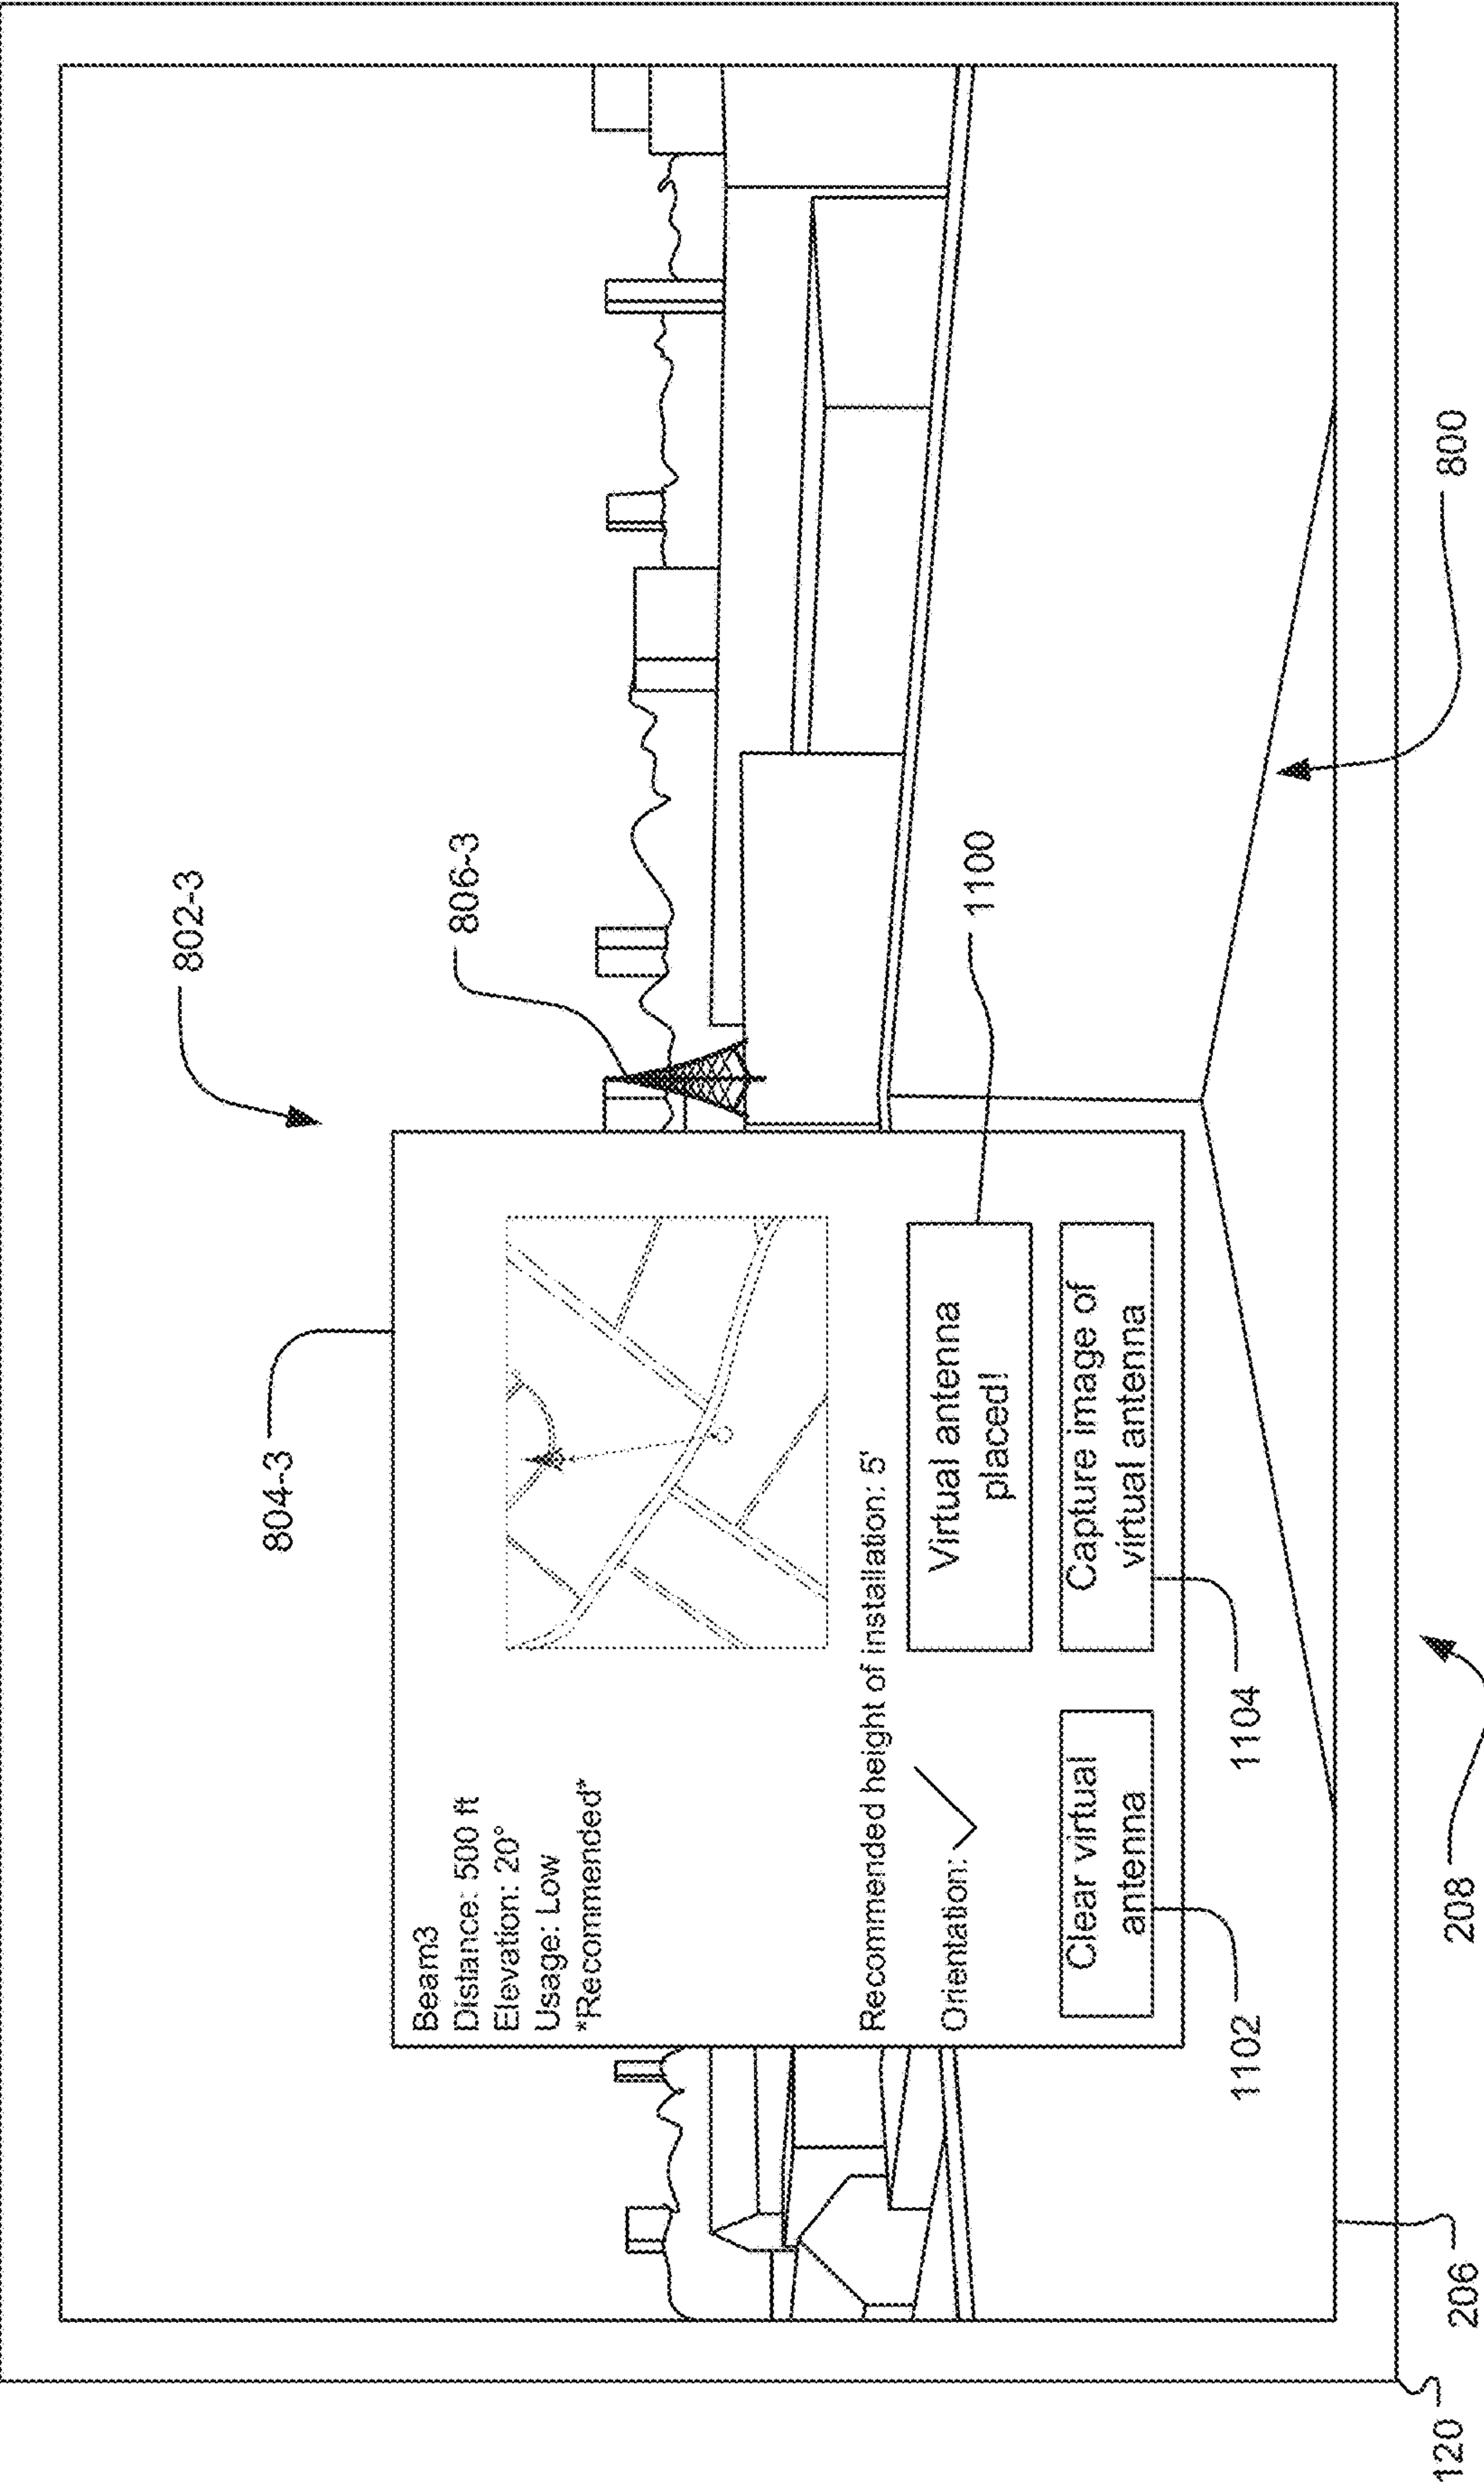 802-3
804-3
806-3
Beam3
Distance: 500 ft
Elevation: 20°
Usage: Low
*Recommended*
Recommended height of installation: 5'
Orientation:
Virtual antenna
placed!
1100
Clear virtual
antenna
Capture image of
virtual antenna
1102
1104
800
206
208
120